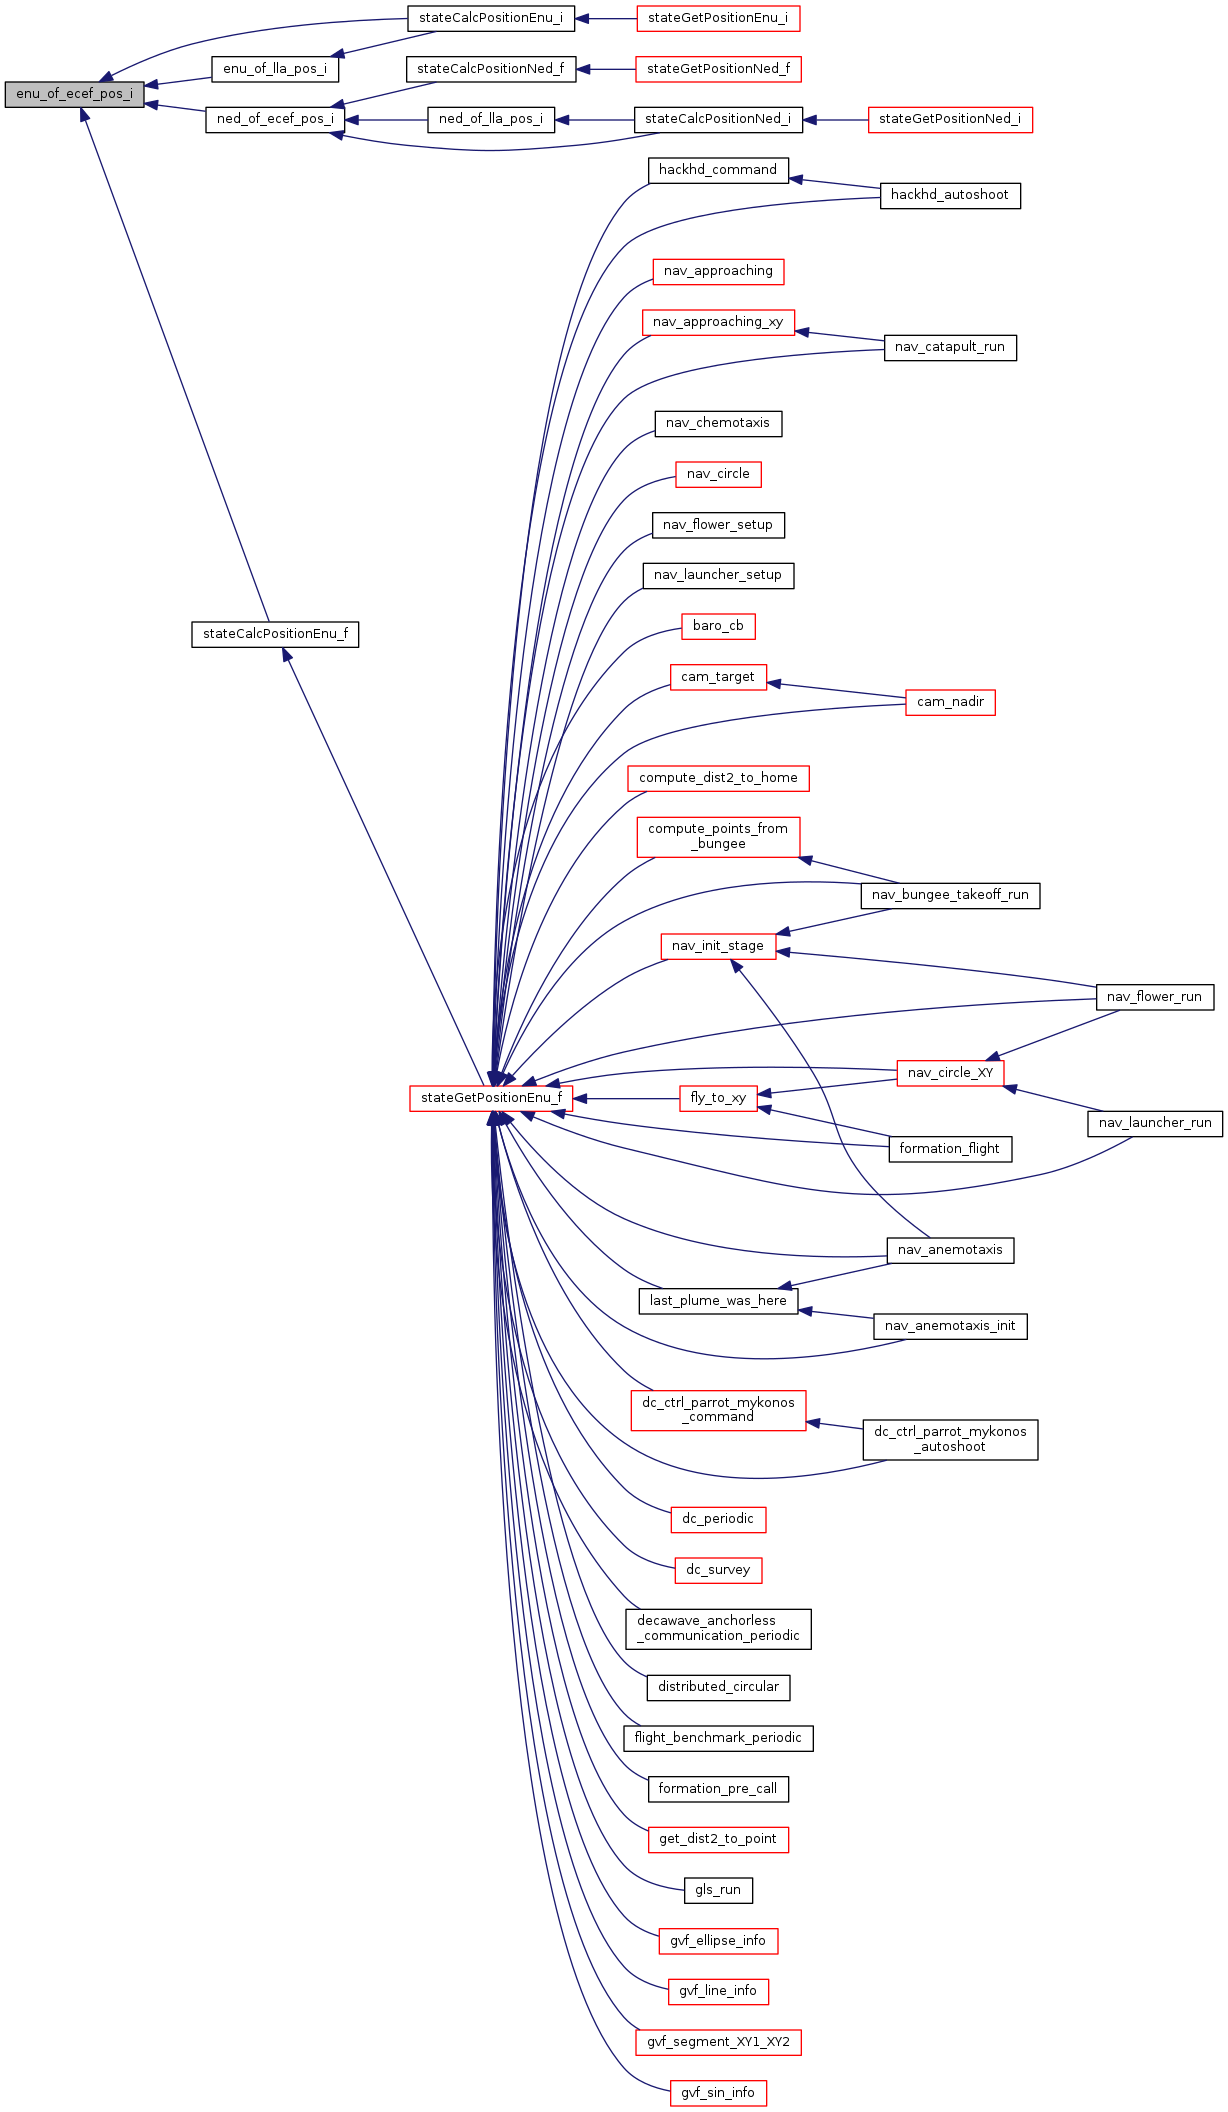 stateCalcPositionEnu_i
stateGetPositionEnu_i
enu_of_lla_pos_i
stateCalcPositionNed_f
stateGetPositionNed_f
enu_of_ecef_pos_i
ned_of_ecef_pos_i
ned_of_lla_pos_i
stateCalcPositionNed_i
stateGetPositionNed_i
hackhd_command
hackhd_autoshoot
nav_approaching
nav_approaching_xy
nav_catapult_run
nav_chemotaxis
nav_circle
nav_flower_setup
nav_launcher_setup
baro_cb
stateCalcPositionEnu_f
cam_target
cam_nadir
compute_dist2_to_home
compute_points_from
_bungee
nav_bungee_takeoff_run
nav_init_stage
nav_flower_run
nav_circle_XY
stateGetPositionEnu_f
fly_to_xy
nav_launcher_run
formation_flight
nav_anemotaxis
last_plume_was_here
nav_anemotaxis_init
dc_ctrl_parrot_mykonos
_command
dc_ctrl_parrot_mykonos
_autoshoot
dc_periodic
dc_survey
decawave_anchorless
_communication_periodic
distributed_circular
flight_benchmark_periodic
formation_pre_call
get_dist2_to_point
gls_run
gvf_ellipse_info
gvf_line_info
gvf_segment_XY1_XY2
gvf_sin_info